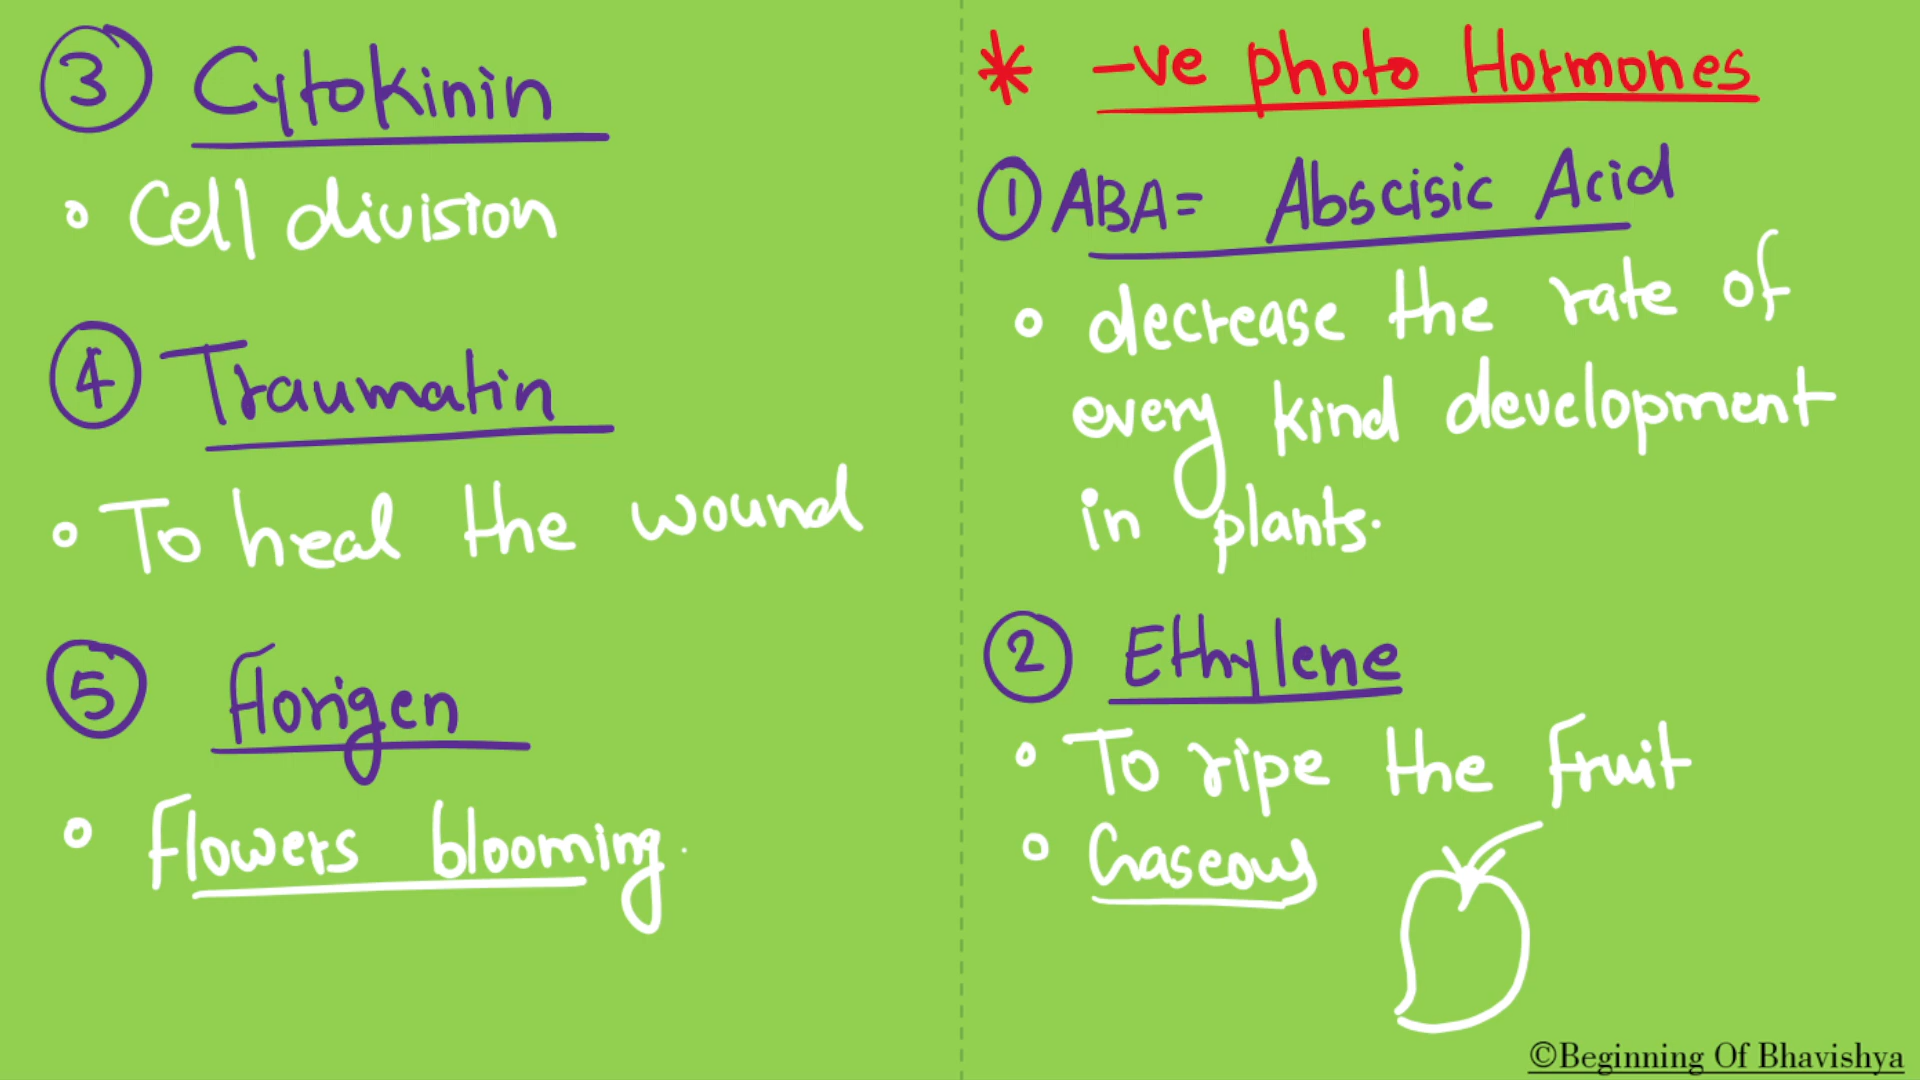 3 Cytokinin
Cell division
4 Traumatin
To heal the wound
5 florigen
flowers blooming.
* -ve photo Hormones
1 ABA= Abscisic Acid
decrease the rate of
every kind development
in plants.
2 Ethylene
To ripe the fruit
Gaseous
©Beginning Of Bhavishya